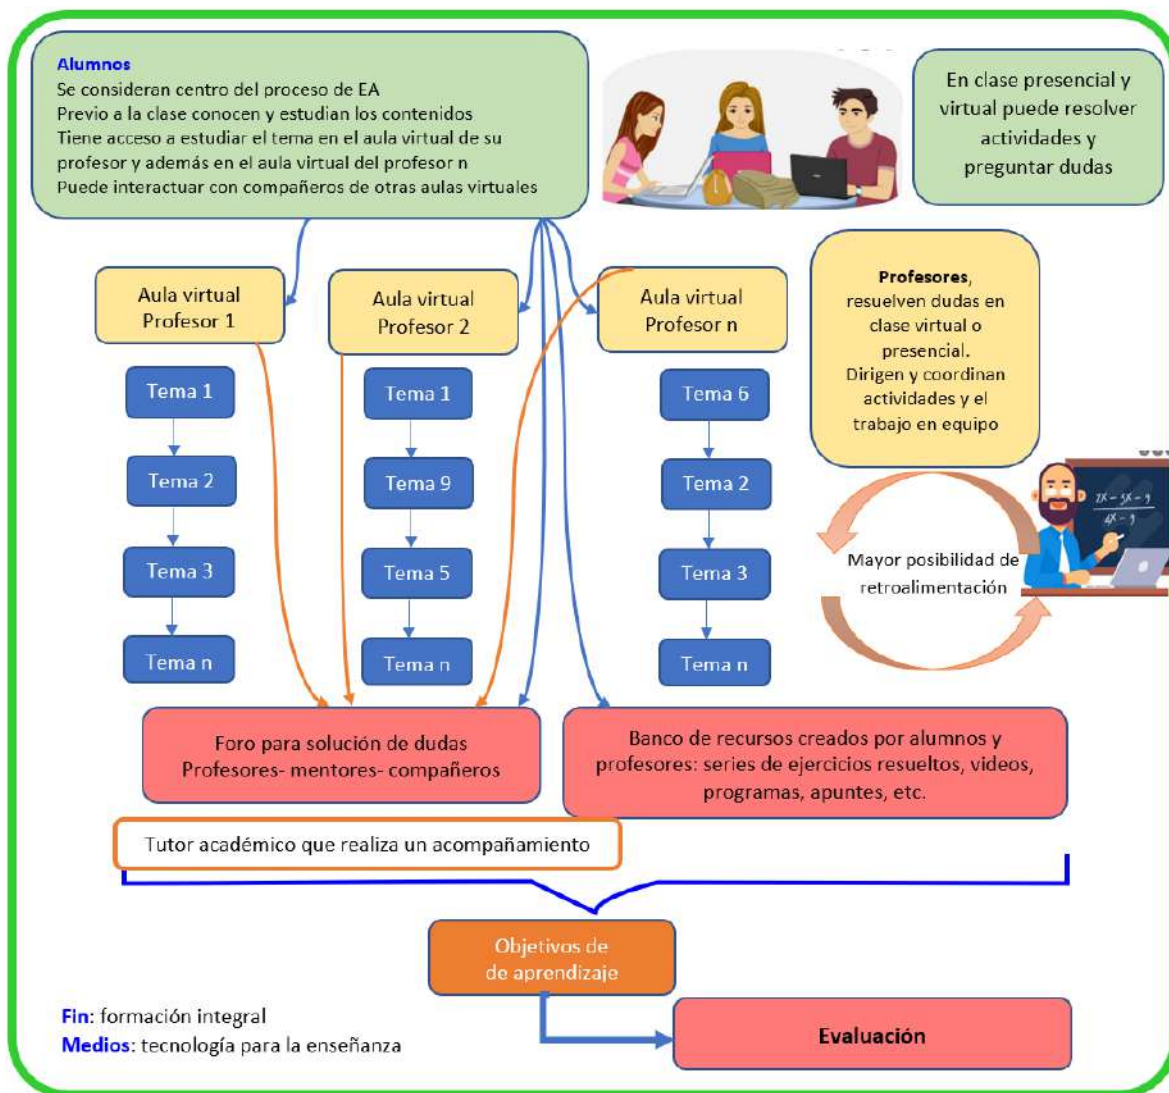 Alumnos
Se consideran centro del proceso de EA
Previo a la clase conocen y estudian los contenidos
Tiene acceso a estudiar el tema en el aula virtual de su
profesor y además en el aula virtual del profesor n
Puede interactuar con compañeros de otras aulas virtuales
En clase presencial y
virtual puede resolver
actividades y
preguntar dudas
Aula virtual
Profesor 1
Aula virtual
Profesor 2
Aula virtual
Profesor n
Profesores,
resuelven dudas en
clase virtual o
presencial.
Dirigen y coordinan
actividades y el
trabajo en equipo
Tema 1
Tema 2
Tema 3
Tema n
Tema 1
Tema 9
Tema 5
Tema n
Tema 6
Tema 2
Tema 3
Tema n
Mayor posibilidad de
retroalimentación
Foro para solución de dudas
Profesores- mentores- compañeros
Banco de recursos creados por alumnos y
profesores: series de ejercicios resueltos, videos,
programas, apuntes, etc.
Tutor académico que realiza un acompañamiento
Objetivos de
de aprendizaje
Fin: formación integral
Medios: tecnología para la enseñanza
Evaluación